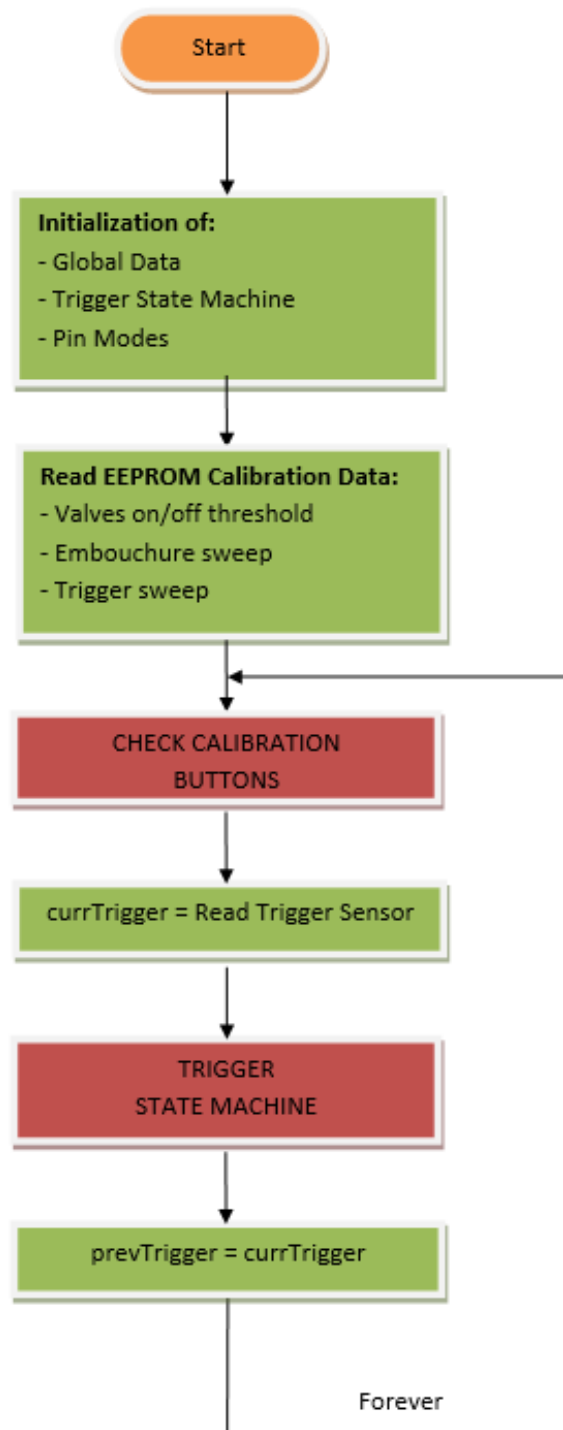 Start
Initialization of:
- Global Data
- Trigger State Machine
- Pin Modes
Read EEPROM Calibration Data:
- Valves on/off threshold
- Embouchure sweep
- Trigger sweep
CHECK CALIBRATION
BUTTONS
currTrigger = Read Trigger Sensor
TRIGGER
STATE MACHINE
prevTrigger = currTrigger
Forever